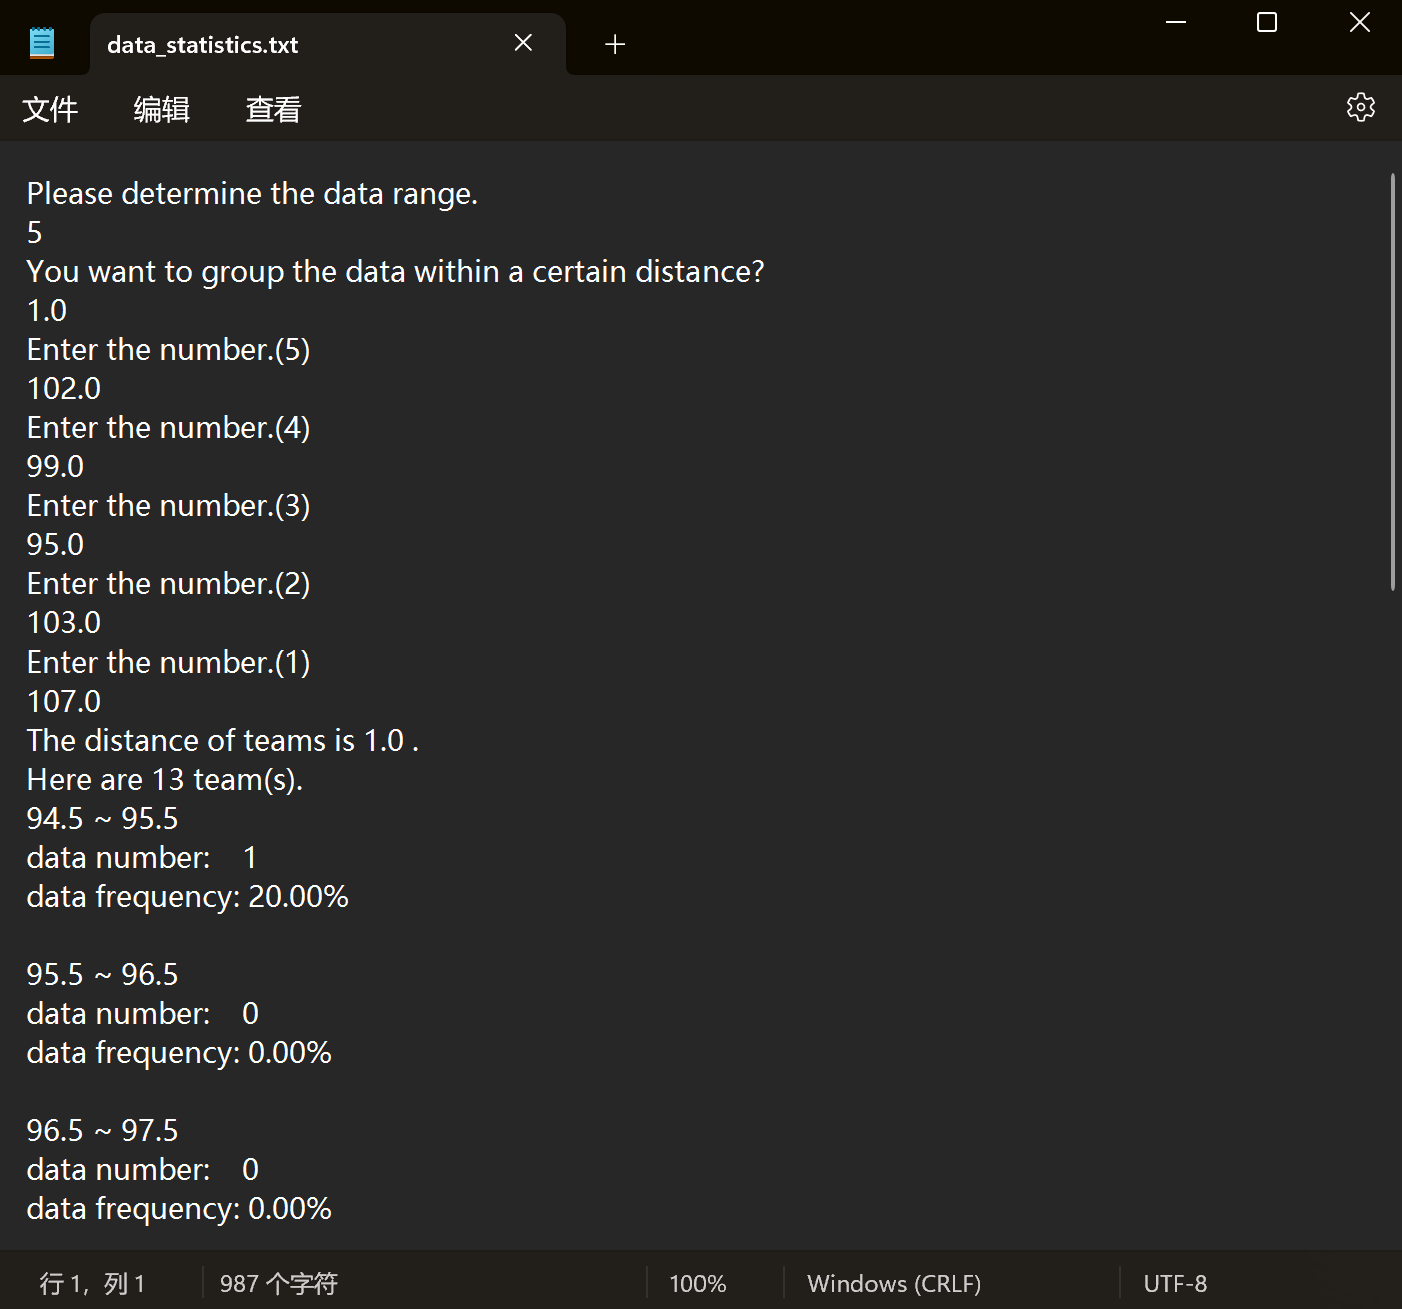 data_statistics.txt
文件 编辑 查看
Please determine the data range.
5
You want to group the data within a certain distance?
1.0
Enter the number.(5)
102.0
Enter the number.(4)
99.0
Enter the number.(3)
95.0
Enter the number.(2)
103.0
Enter the number.(1)
107.0
The distance of teams is 1.0 .
Here are 13 team(s).
94.5 ~ 95.5
data number:    1
data frequency: 20.00%
95.5 ~ 96.5
data number:    0
data frequency: 0.00%
96.5 ~ 97.5
data number:    0
data frequency: 0.00%
行 1，列 1 987 个字符 100% Windows (CRLF) UTF-8